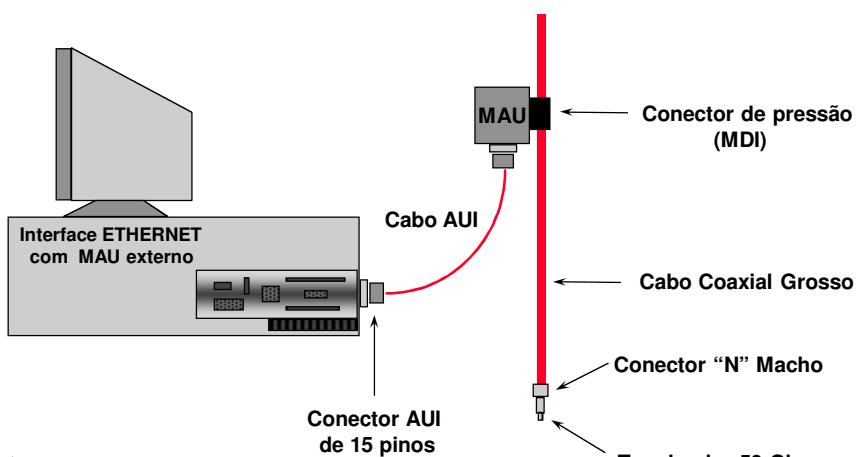 MAU
Conector de pressão
(MDI)
Cabo AUI
Interface ETHERNET
com MAU externo
Cabo Coaxial Grosso
Conector “N” Macho
Conector AUI
de 15 pinos